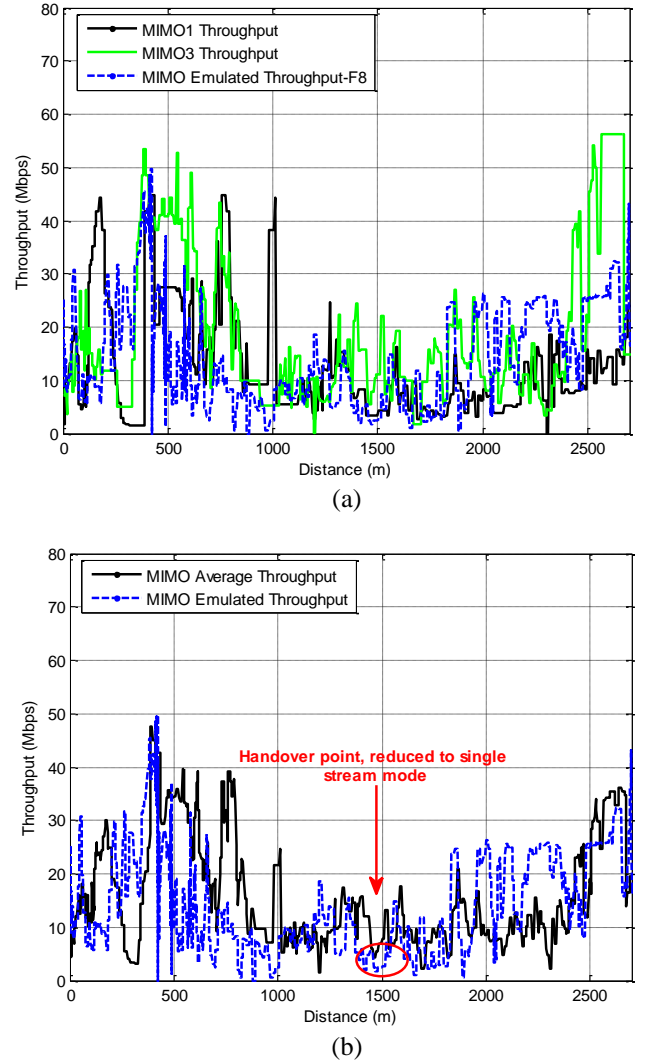 80
70
60
50
40
30
20
10
0
Throughput (Mbps)
MIMO1 Throughput
MIMO3 Throughput
MIMO Emulated Throughput-F8
0 500 1000 1500 2000 2500
Distance (m)
(a)
80
70
60
50
40
30
20
10
0
Throughput (Mbps)
MIMO Average Throughput
MIMO Emulated Throughput
Handover point, reduced to single
stream mode
0 500 1000 1500 2000 2500
Distance (m)
(b)